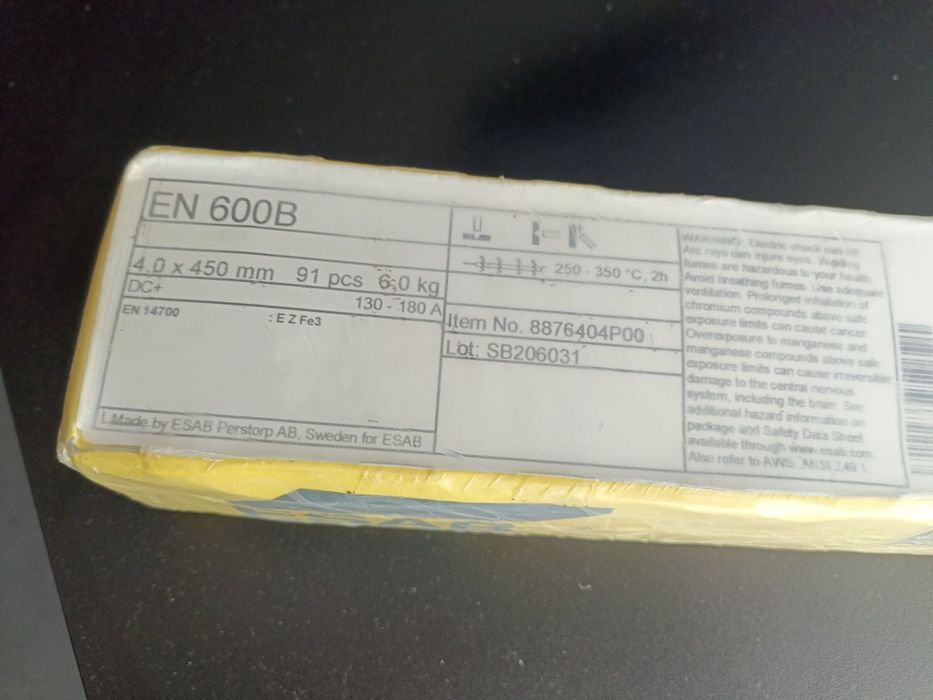 EN 600B
4.0 x 450 mm 91 pcs 6,0 kg
DC+ 130 - 180 A
EN 14700 : E Z Fe3
Made by ESAB Perstorp AB, Sweden for ESAB
250 - 350 °C, 2h
Item No. 8876404P00
Lot: SB206031
WARNING: Electric shock can kill.
Arc rays can injure eyes. Welding
fumes are hazardous to your health.
Avoid breathing fumes. Use adequate
ventilation. Prolonged inhalation of
chromium compounds above safe
exposure limits can cause cancer.
Overexposure to manganese and
manganese compounds above safe
exposure limits can cause irreversible
damage to the central nervous
system, including the brain. See
additional hazard information on
package and Safety Data Sheet
available through www.esab.com.
Also refer to AWS: ANSI Z49.1
ESAB